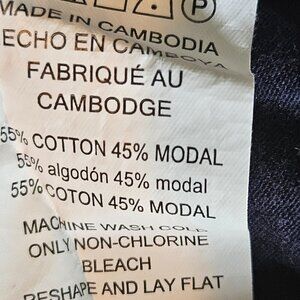 P
MADE IN CAMBODIA
ECHO EN CAMBOYA
FABRIQUÉ AU
CAMBODGE
55% COTTON 45% MODAL
55% algodón 45% modal
55% COTON 45% MODAL
MACHINE WASH COLD
ONLY NON-CHLORINE
BLEACH
RESHAPE AND LAY FLAT